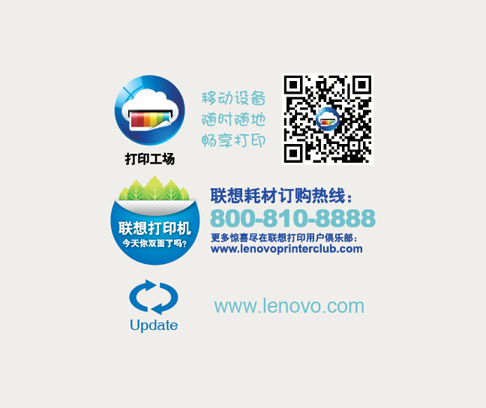 打印工场
移动设备
随时随地
畅享打印
联想打印机
今天你双面了吗?
联想耗材订购热线：
800-810-8888
更多惊喜尽在联想打印用户俱乐部：
www.lenovoprinterclub.com
Update
www.lenovo.com